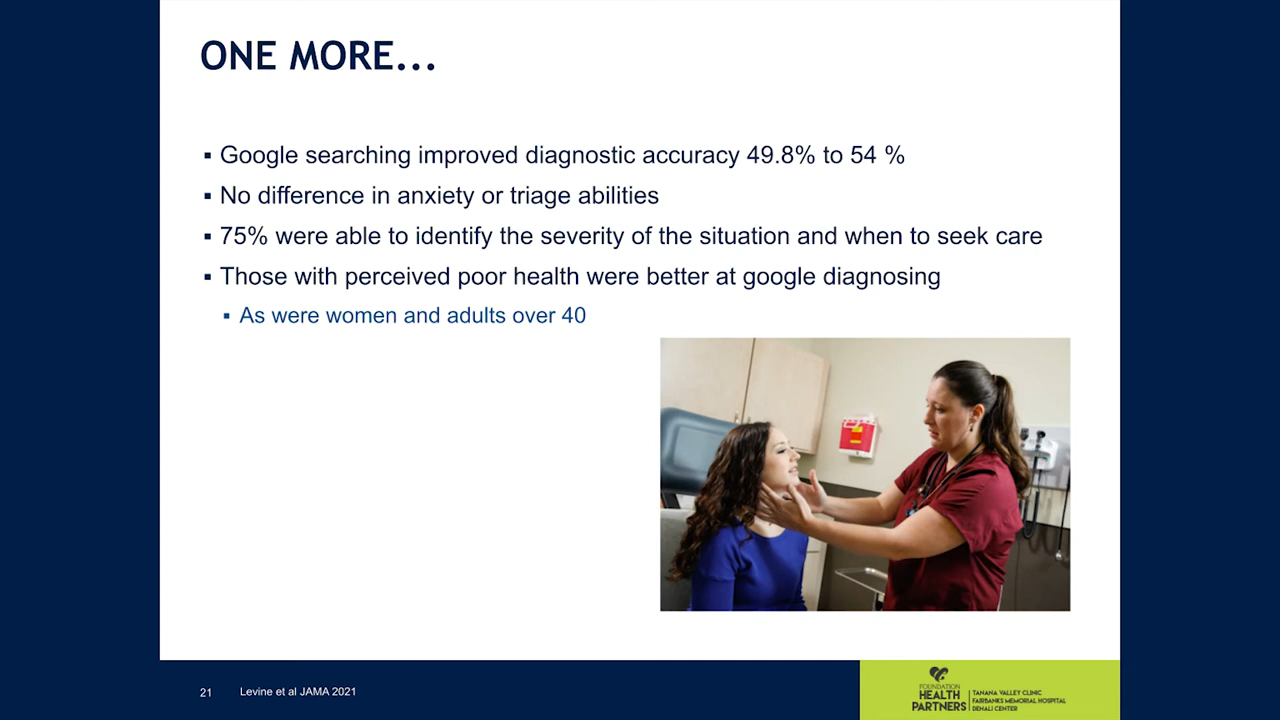 ONE MORE...
▪ Google searching improved diagnostic accuracy 49.8% to 54 %
▪ No difference in anxiety or triage abilities
▪ 75% were able to identify the severity of the situation and when to seek care
▪ Those with perceived poor health were better at google diagnosing
▪ As were women and adults over 40
21
Levine et al JAMA 2021
FOUNDATION
HEALTH
PARTNERS
TANANA VALLEY CLINIC
FAIRBANKS MEMORIAL HOSPITAL
DENALI CENTER